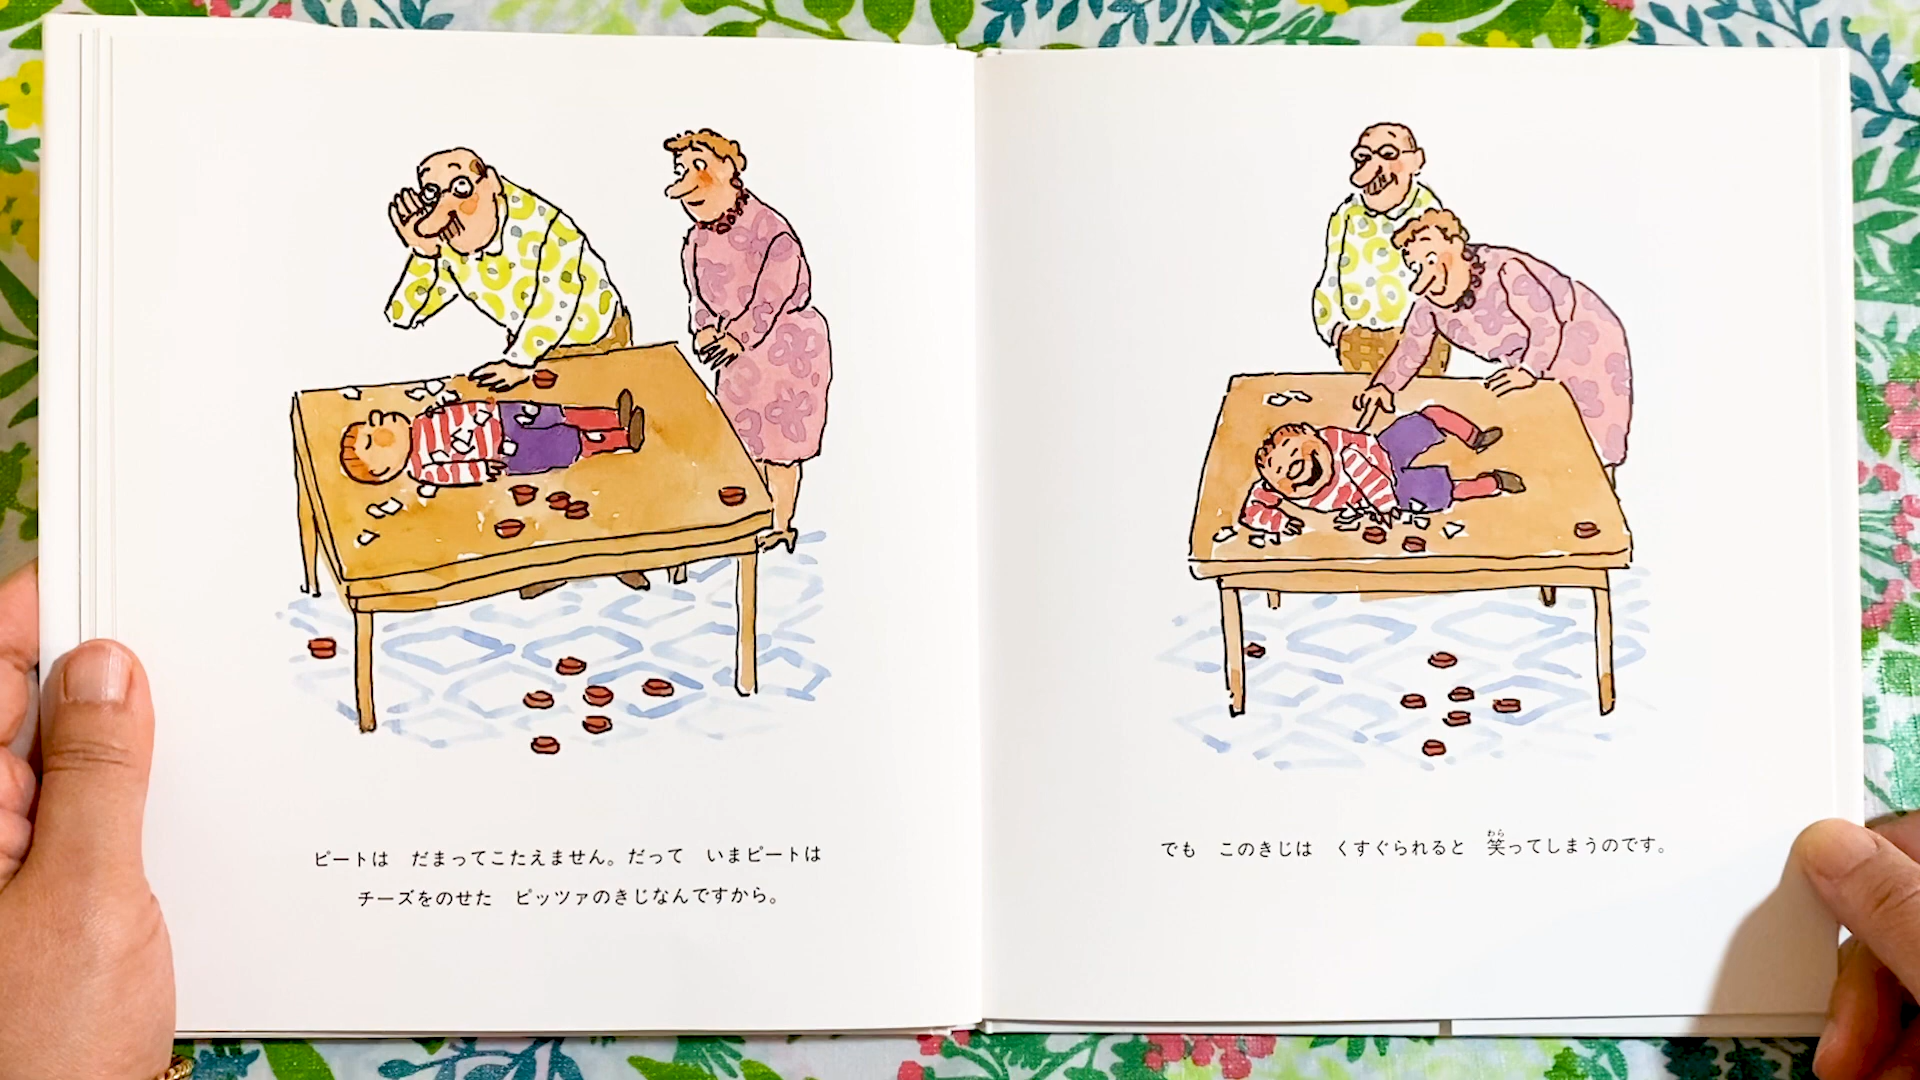 ピートは　だまってこたえません。だって　いまピートは
チーズをのせた　ピッツァのきじなんですから。
でも　このきじは　くすぐられると　笑ってしまうのです。